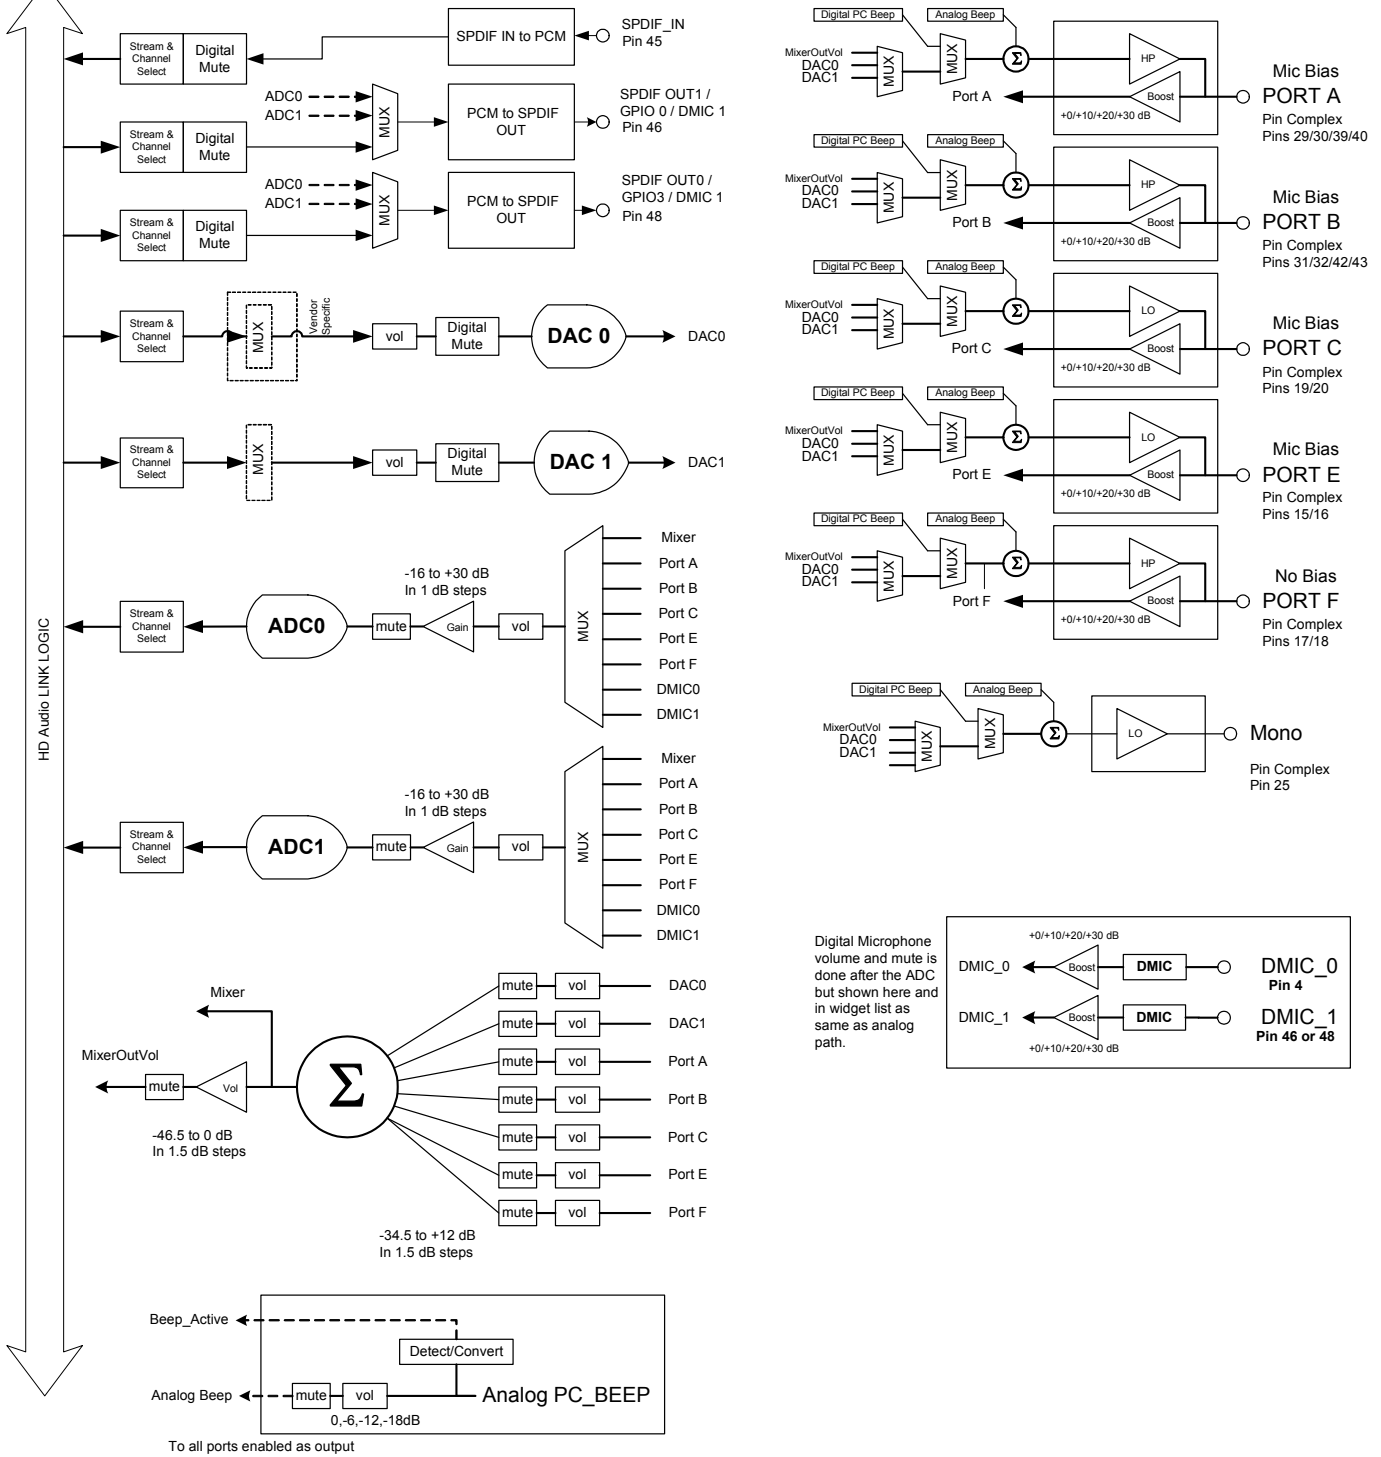 HD Audio LINK LOGIC
Stream &
Channel
Select
Digital
Mute
SPDIF IN to PCM
SPDIF_IN
Pin 45
Stream &
Channel
Select
Digital
Mute
ADC0
ADC1
MUX
PCM to SPDIF
OUT
SPDIF OUT1 /
GPIO 0 / DMIC 1
Pin 46
Stream &
Channel
Select
Digital
Mute
ADC0
ADC1
MUX
PCM to SPDIF
OUT
SPDIF OUT0 /
GPIO3 / DMIC 1
Pin 48
Stream &
Channel
Select
MUX
Vendor
Specific
vol
Digital
Mute
DAC 0
DAC0
Stream &
Channel
Select
MUX
vol
Digital
Mute
DAC 1
DAC1
Stream &
Channel
Select
ADC0
mute
-16 to +30 dB
In 1 dB steps
Gain
vol
MUX
Mixer
Port A
Port B
Port C
Port E
Port F
DMIC0
DMIC1
Stream &
Channel
Select
ADC1
mute
-16 to +30 dB
In 1 dB steps
Gain
vol
MUX
Mixer
Port A
Port B
Port C
Port E
Port F
DMIC0
DMIC1
Mixer
MixerOutVol
mute
Vol
-46.5 to 0 dB
In 1.5 dB steps
Σ
mute
vol
DAC0
mute
vol
DAC1
mute
vol
Port A
mute
vol
Port B
mute
vol
Port C
mute
vol
Port E
mute
vol
Port F
-34.5 to +12 dB
In 1.5 dB steps
Beep_Active
Detect/Convert
Analog Beep
mute
vol
Analog PC_BEEP
0,-6,-12,-18dB
To all ports enabled as output
Digital PC Beep
Analog Beep
MixerOutVol
DAC0
DAC1
MUX
MUX
Σ
HP
Port A
Boost
+0/+10/+20/+30 dB
Mic Bias
PORT A
Pin Complex
Pins 29/30/39/40
Digital PC Beep
Analog Beep
MixerOutVol
DAC0
DAC1
MUX
MUX
Σ
HP
Port B
Boost
+0/+10/+20/+30 dB
Mic Bias
PORT B
Pin Complex
Pins 31/32/42/43
Digital PC Beep
Analog Beep
MixerOutVol
DAC0
DAC1
MUX
MUX
Σ
LO
Port C
Boost
+0/+10/+20/+30 dB
Mic Bias
PORT C
Pin Complex
Pins 19/20
Digital PC Beep
Analog Beep
MixerOutVol
DAC0
DAC1
MUX
MUX
Σ
LO
Port E
Boost
+0/+10/+20/+30 dB
Mic Bias
PORT E
Pin Complex
Pins 15/16
Digital PC Beep
Analog Beep
MixerOutVol
DAC0
DAC1
MUX
MUX
Σ
HP
Port F
Boost
+0/+10/+20/+30 dB
No Bias
PORT F
Pin Complex
Pins 17/18
Digital PC Beep
Analog Beep
MixerOutVol
DAC0
DAC1
MUX
MUX
Σ
LO
Mono
Pin Complex
Pin 25
Digital Microphone
volume and mute is
done after the ADC
but shown here and
in widget list as
same as analog
path.
+0/+10/+20/+30 dB
DMIC_0
Boost
DMIC
DMIC_0
Pin 4
DMIC_1
Boost
DMIC
DMIC_1
Pin 46 or 48
+0/+10/+20/+30 dB